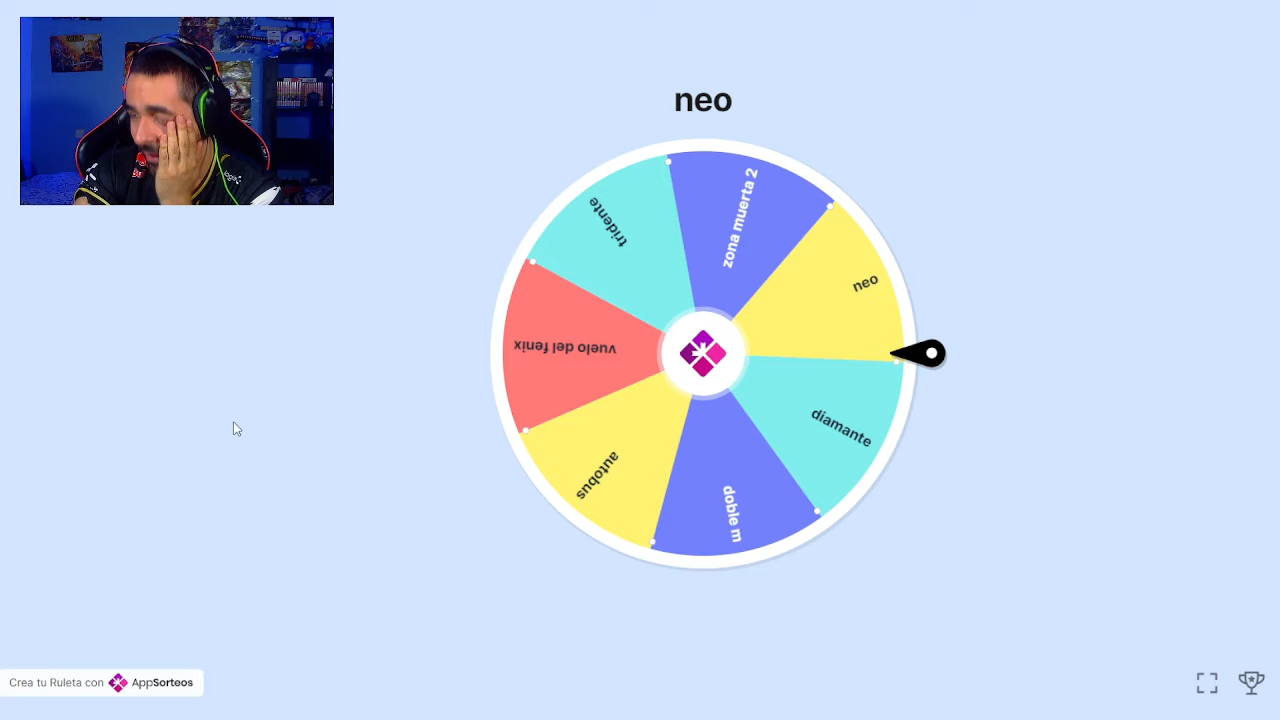 neo
zona muerta 2
neo
diamante
doble m
autobus
vuelo del fenix
tridente
Crea tu Ruleta con AppSorteos